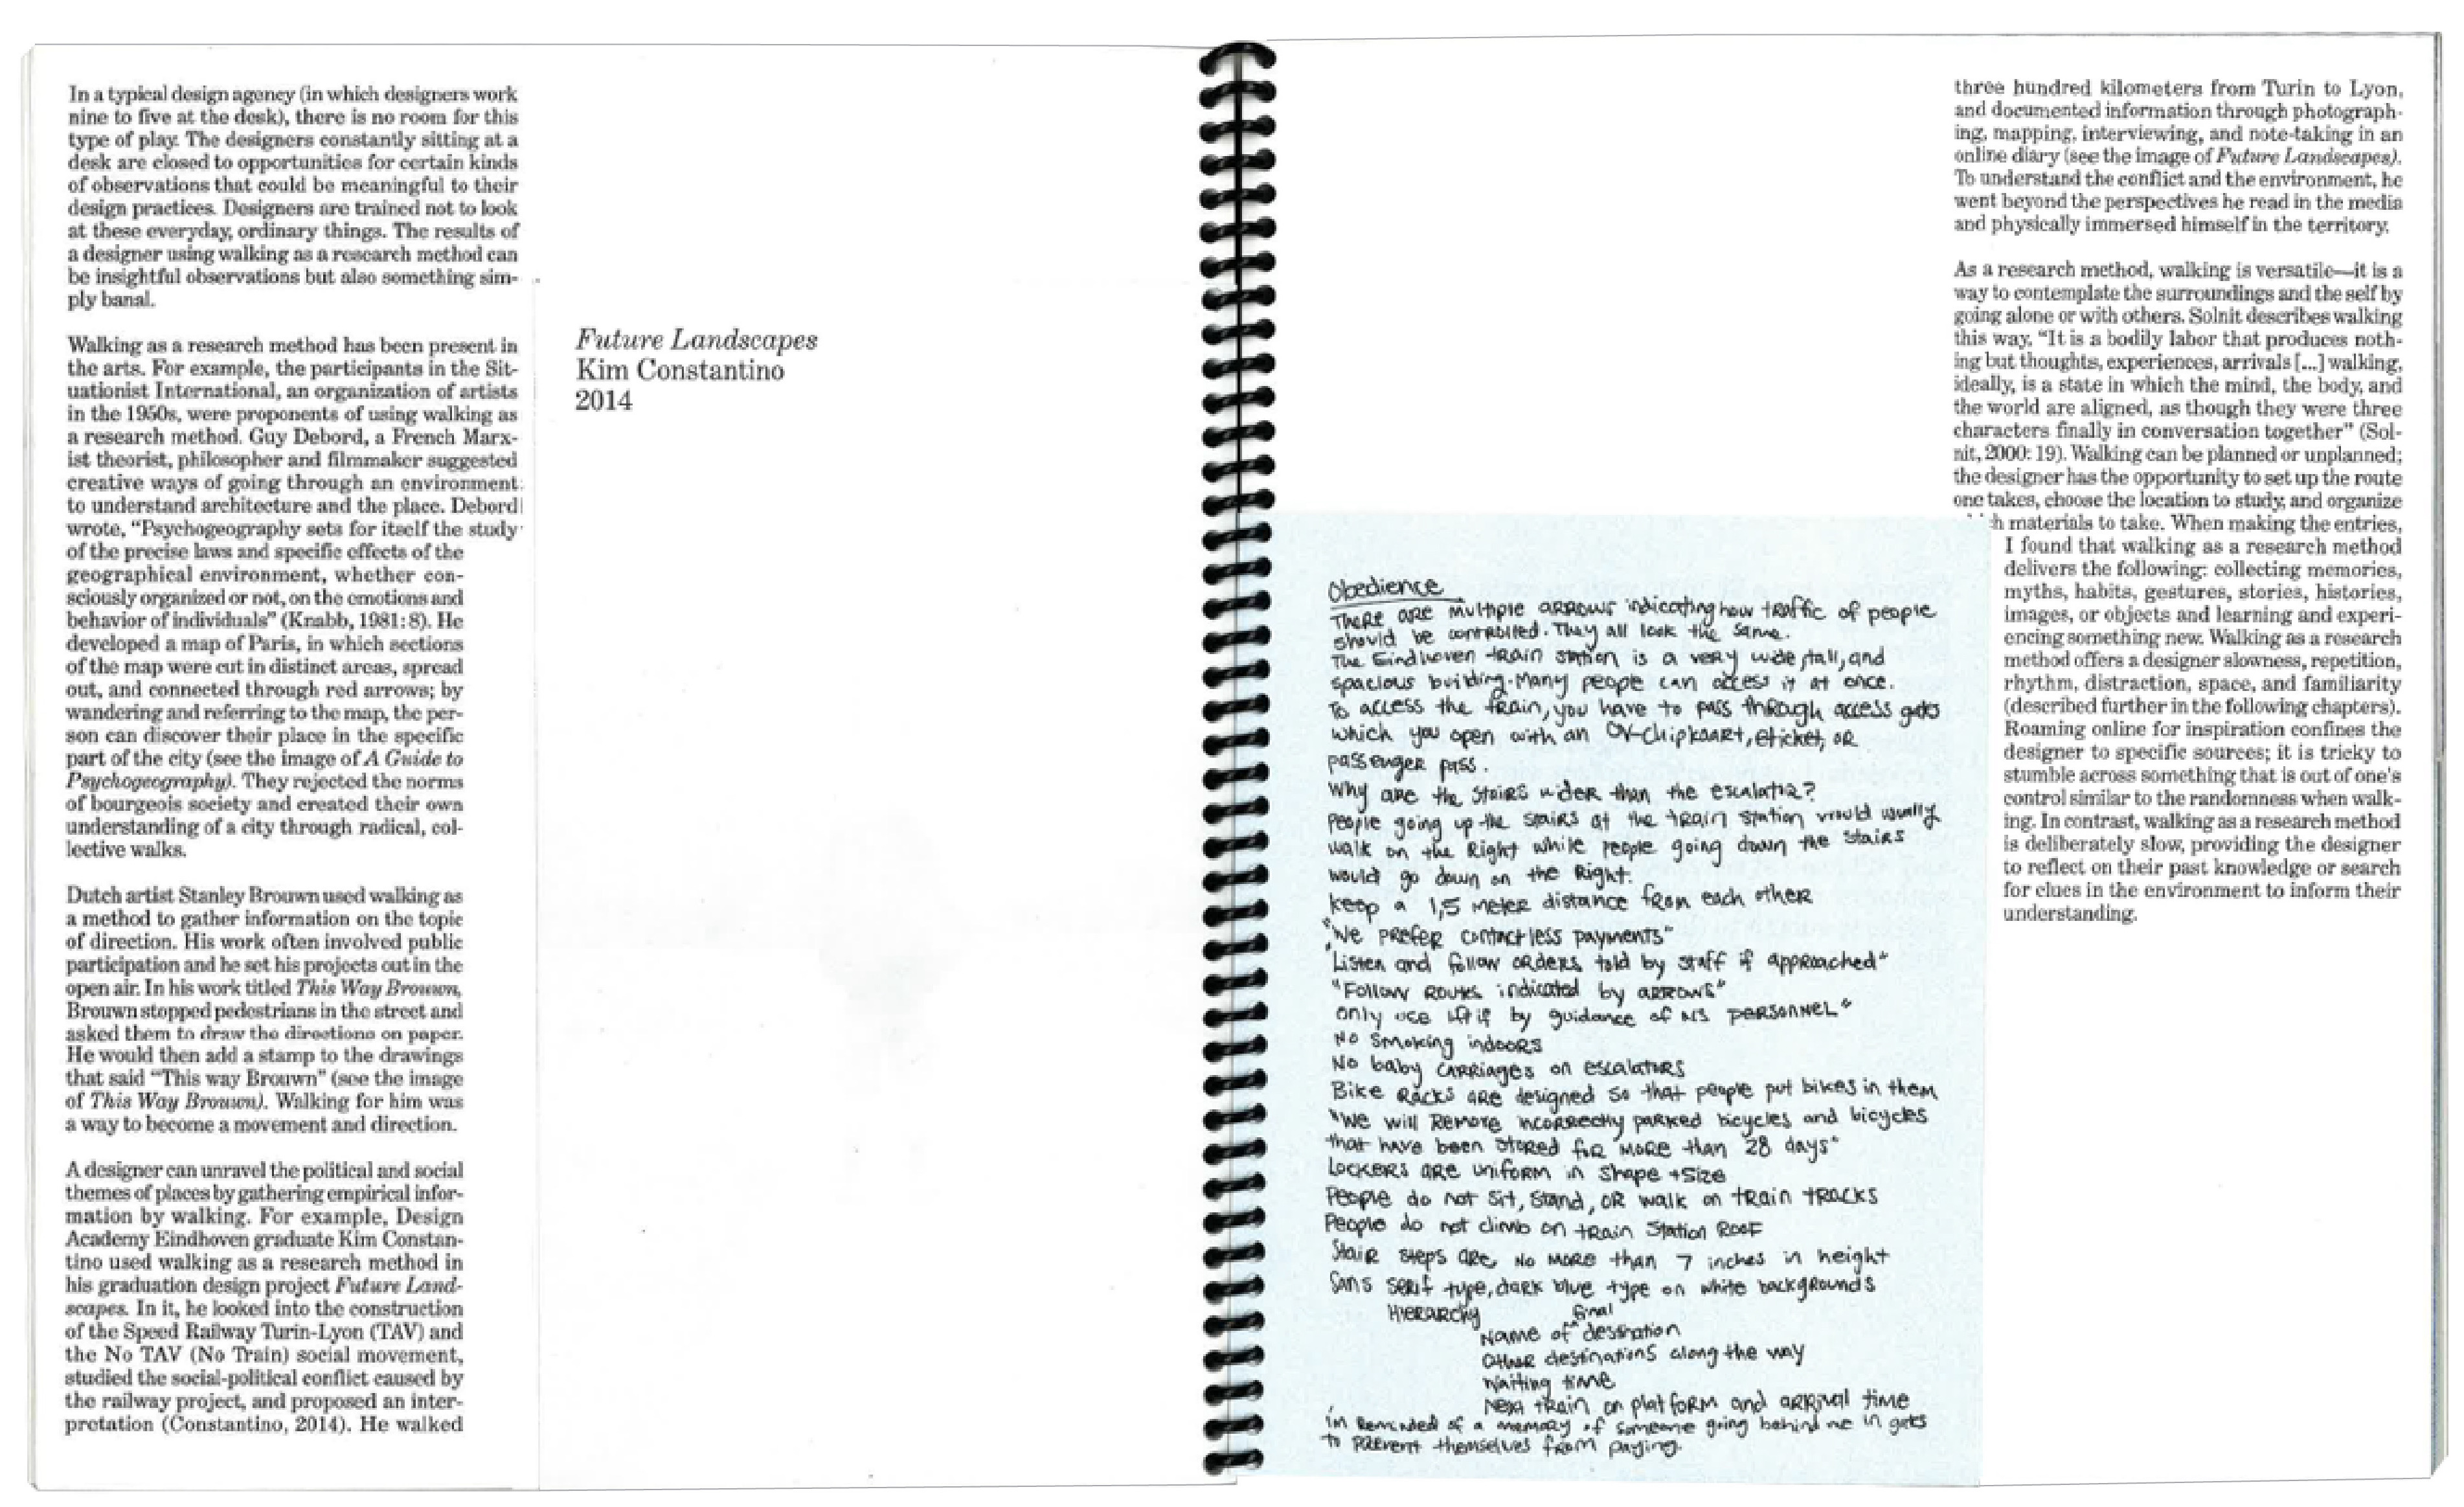 In a typical design agency (in which designers work
nine to five at the desk), there is no room for this
type of play. The designers constantly sitting at a
desk are closed to opportunities for certain kinds
of observations that could be meaningful to their
design practices. Designers are trained not to look
at these everyday, ordinary things. The results of
a designer using walking as a research method can
be insightful observations but also something sim-
ply banal.
Walking as a research method has been present in
the arts. For example, the participants in the Sit-
uationist International, an organization of artists
in the 1950s, were proponents of using walking as
a research method. Guy Debord, a French Marx-
ist theorist, philosopher and filmmaker suggested
creative ways of going through an environment
to understand architecture and the place. Debord
wrote, “Psychogeography sets for itself the study
of the precise laws and specific effects of the
geographical environment, whether con-
sciously organized or not, on the emotions and
behavior of individuals” (Knabb, 1981: 8). He
developed a map of Paris, in which sections
of the map were cut in distinct areas, spread
out, and connected through red arrows; by
wandering and referring to the map, the per-
son can discover their place in the specific
part of the city (see the image of A Guide to
Psychogeography). They rejected the norms
of bourgeois society and created their own
understanding of a city through radical, col-
lective walks.
Dutch artist Stanley Brouwn used walking as
a method to gather information on the topic
of direction. His work often involved public
participation and he set his projects out in the
open air. In his work titled This Way Brouwn,
Brouwn stopped pedestrians in the street and
asked them to draw the directions on paper.
He would then add a stamp to the drawings
that said “This way Brouwn” (see the image
of This Way Brouwn). Walking for him was
a way to become a movement and direction.
A designer can unravel the political and social
themes of places by gathering empirical infor-
mation by walking. For example, Design
Academy Eindhoven graduate Kim Constan-
tino used walking as a research method in
his graduation design project Future Land-
scapes. In it, he looked into the construction
of the Speed Railway Turin-Lyon (TAV) and
the No TAV (No Train) social movement,
studied the social-political conflict caused by
the railway project, and proposed an inter-
pretation (Constantino, 2014). He walked
Future Landscapes
Kim Constantino
2014
Obedience
There are multiple arrows indicating how traffic of people
should be controlled. They all look the same.
The Eindhoven train station is a very wide, tall, and
spacious building. Many people can access it at once.
To access the train, you have to pass through access gates
which you open with an OV-chipkaart, eticket, or
passenger pass.
Why are the stairs wider than the escalator?
People going up the stairs at the train station would usually
walk on the right while people going down the stairs
would go down on the right.
keep a 1,5 meter distance from each other
"We prefer contactless payments"
"Listen and follow orders told by staff if approached"
"Follow routes indicated by arrows"
only use lift if by guidance of NS personnel"
No smoking indoors
No baby carriages on escalators
Bike racks are designed so that people put bikes in them
"We will remove incorrectly parked bicycles and bicycles
that have been stored for more than 28 days"
Lockers are uniform in shape + size
People do not sit, stand, or walk on train tracks
People do not climb on train station roof
Stair steps are no more than 7 inches in height
Sans serif type, dark blue type on white backgrounds
Hierarchy
Name of ^final destination
Other destinations along the way
Waiting time
Next train on platform and arrival time
I'm reminded of a memory of someone going behind me in gates
to prevent themselves from paying.
three hundred kilometers from Turin to Lyon,
and documented information through photograph-
ing, mapping, interviewing, and note-taking in an
online diary (see the image of Future Landscapes).
To understand the conflict and the environment, he
went beyond the perspectives he read in the media
and physically immersed himself in the territory.
As a research method, walking is versatile—it is a
way to contemplate the surroundings and the self by
going alone or with others. Solnit describes walking
this way, “It is a bodily labor that produces noth-
ing but thoughts, experiences, arrivals [...] walking,
ideally, is a state in which the mind, the body, and
the world are aligned, as though they were three
characters finally in conversation together” (Sol-
nit, 2000: 19). Walking can be planned or unplanned;
the designer has the opportunity to set up the route
one takes, choose the location to study, and organize
materials to take. When making the entries,
I found that walking as a research method
delivers the following: collecting memories,
myths, habits, gestures, stories, histories,
images, or objects and learning and experi-
encing something new. Walking as a research
method offers a designer slowness, repetition,
rhythm, distraction, space, and familiarity
(described further in the following chapters).
Roaming online for inspiration confines the
designer to specific sources; it is tricky to
stumble across something that is out of one's
control similar to the randomness when walk-
ing. In contrast, walking as a research method
is deliberately slow, providing the designer
to reflect on their past knowledge or search
for clues in the environment to inform their
understanding.